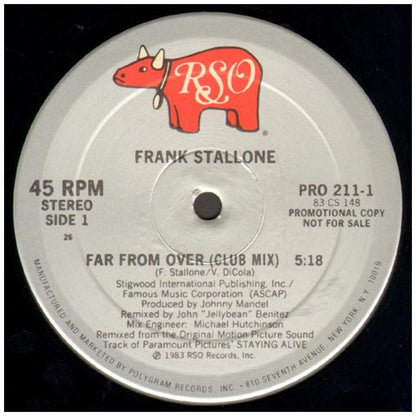 RSO
®
FRANK STALLONE
45 RPM
STEREO
SIDE 1
26
PRO 211-1
83 CS 148
PROMOTIONAL COPY
NOT FOR SALE
FAR FROM OVER (CLUB MIX) 5:18
(F. Stallone/V. DiCola)
Stigwood International Publishing, Inc./
Famous Music Corporation (ASCAP)
Produced by Johnny Mandel
Remixed by John "Jellybean" Benitez
Mix Engineer: Michael Hutchinson
Remixed from the Original Motion Picture Sound
Track of Paramount Pictures' STAYING ALIVE
℗ 1983 RSO Records, Inc.
MANUFACTURED AND MARKETED BY POLYGRAM RECORDS, INC. • 810 SEVENTH AVENUE, NEW YORK, N.Y. 10019